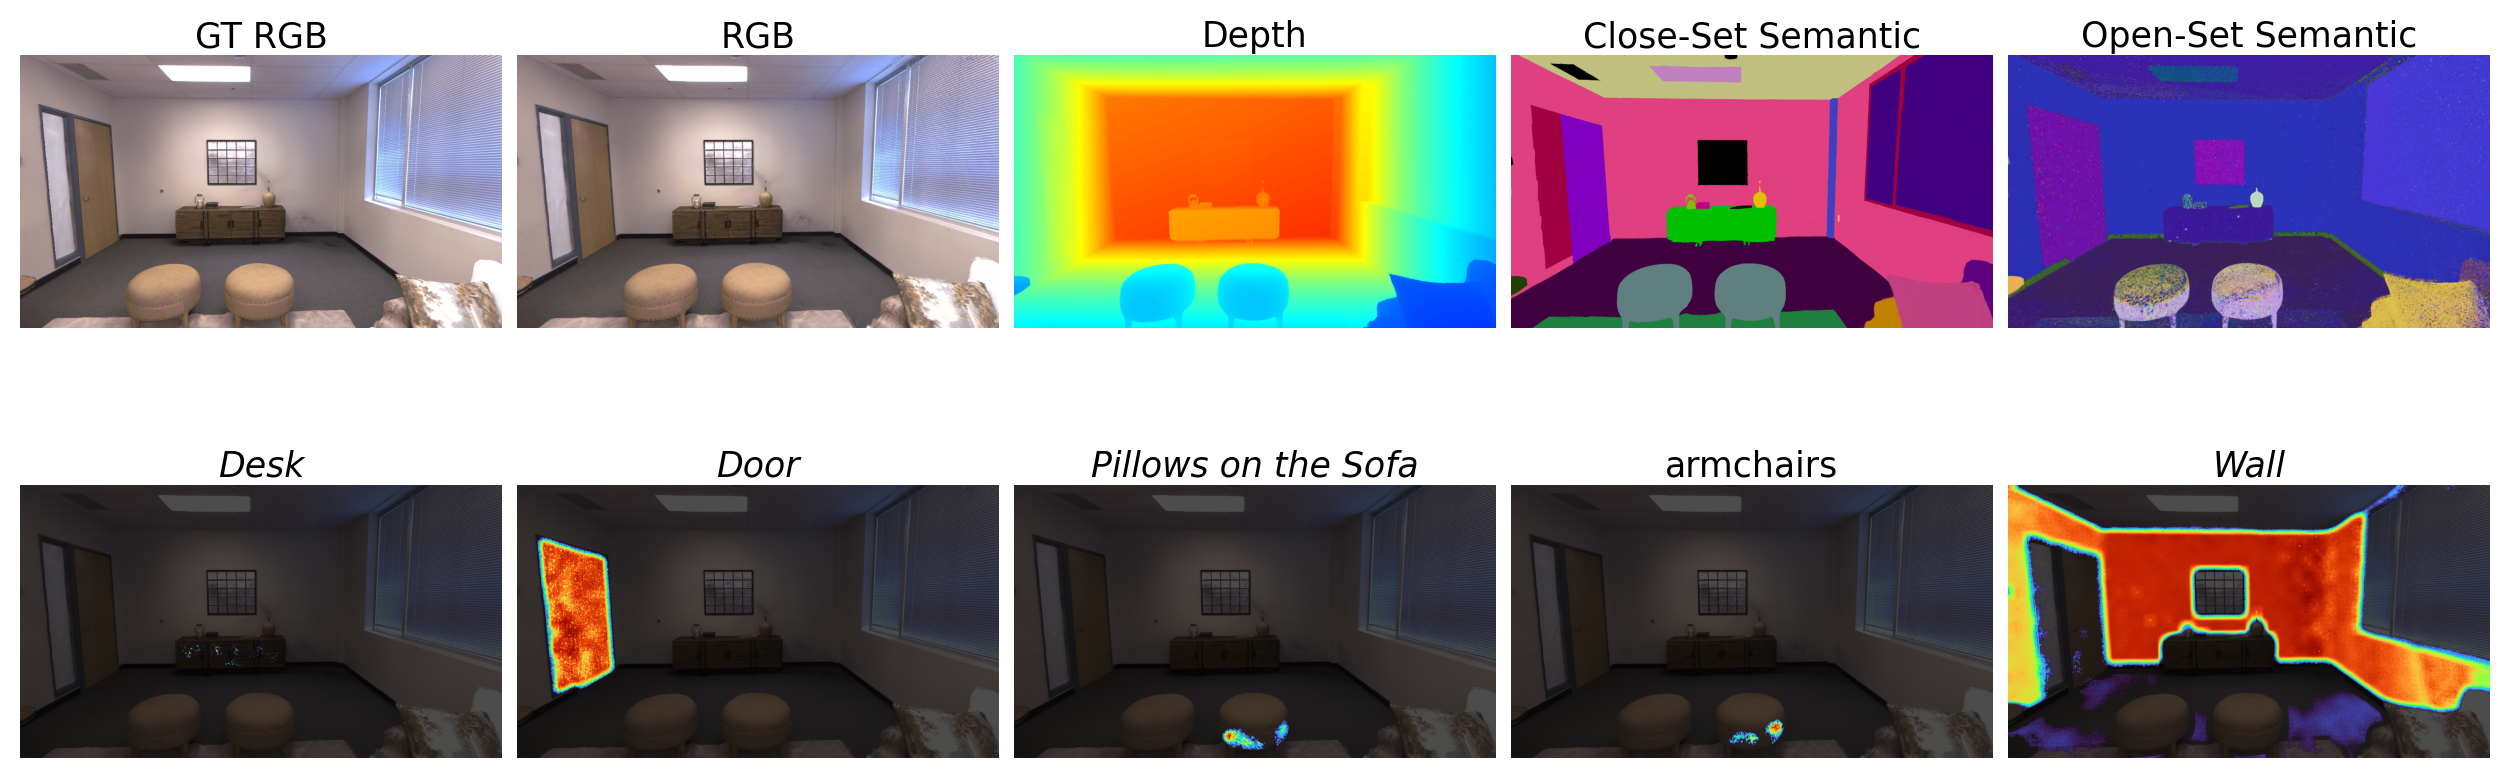 GT RGB
RGB
Depth
Close-Set Semantic
Open-Set Semantic
Desk
Door
Pillows on the Sofa
armchairs
Wall